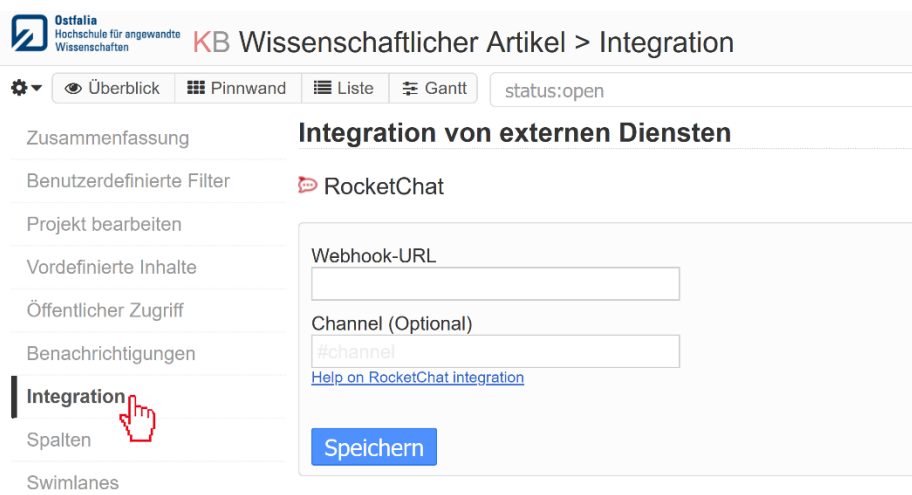 Ostfalia
Hochschule für angewandte
Wissenschaften
KB Wissenschaftlicher Artikel > Integration
Überblick
Pinnwand
Liste
Gantt
status:open
Zusammenfassung
Benutzerdefinierte Filter
Projekt bearbeiten
Vordefinierte Inhalte
Öffentlicher Zugriff
Benachrichtigungen
Integration
Spalten
Swimlanes
Integration von externen Diensten
RocketChat
Webhook-URL
Channel (Optional)
#channel
Help on RocketChat integration
Speichern